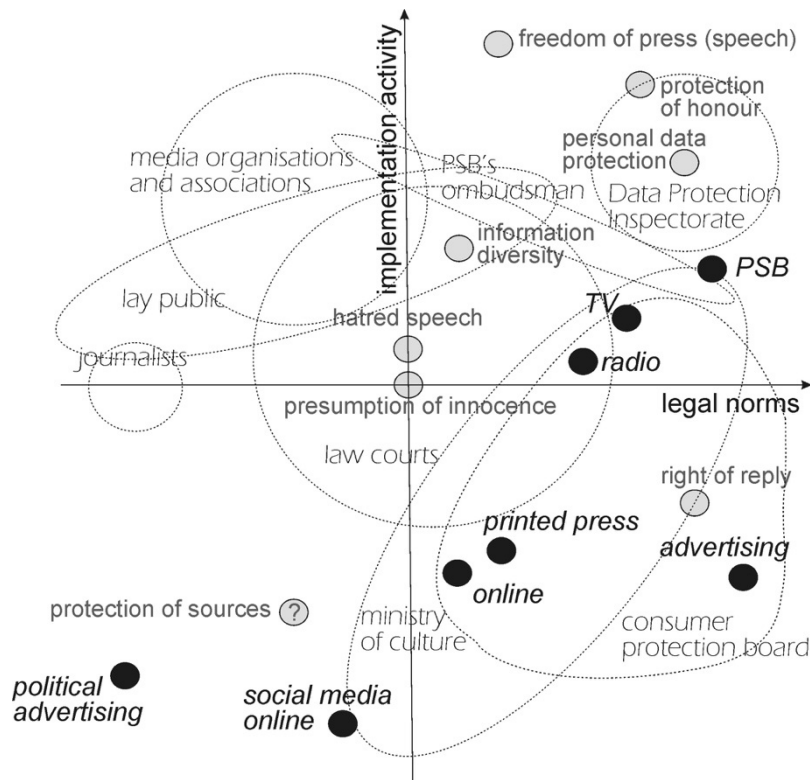 freedom of press (speech)
implementation activity
protection
of honour
media organisations
and associations
PSB's
ombudsman
personal data
protection
Data Protection
Inspectorate
information
diversity
PSB
lay public
TV
hatred speech
journalists
radio
presumption of innocence
legal norms
law courts
right of reply
printed press
advertising
online
protection of sources
?
ministry
of culture
consumer
protection board
political
advertising
social media
online